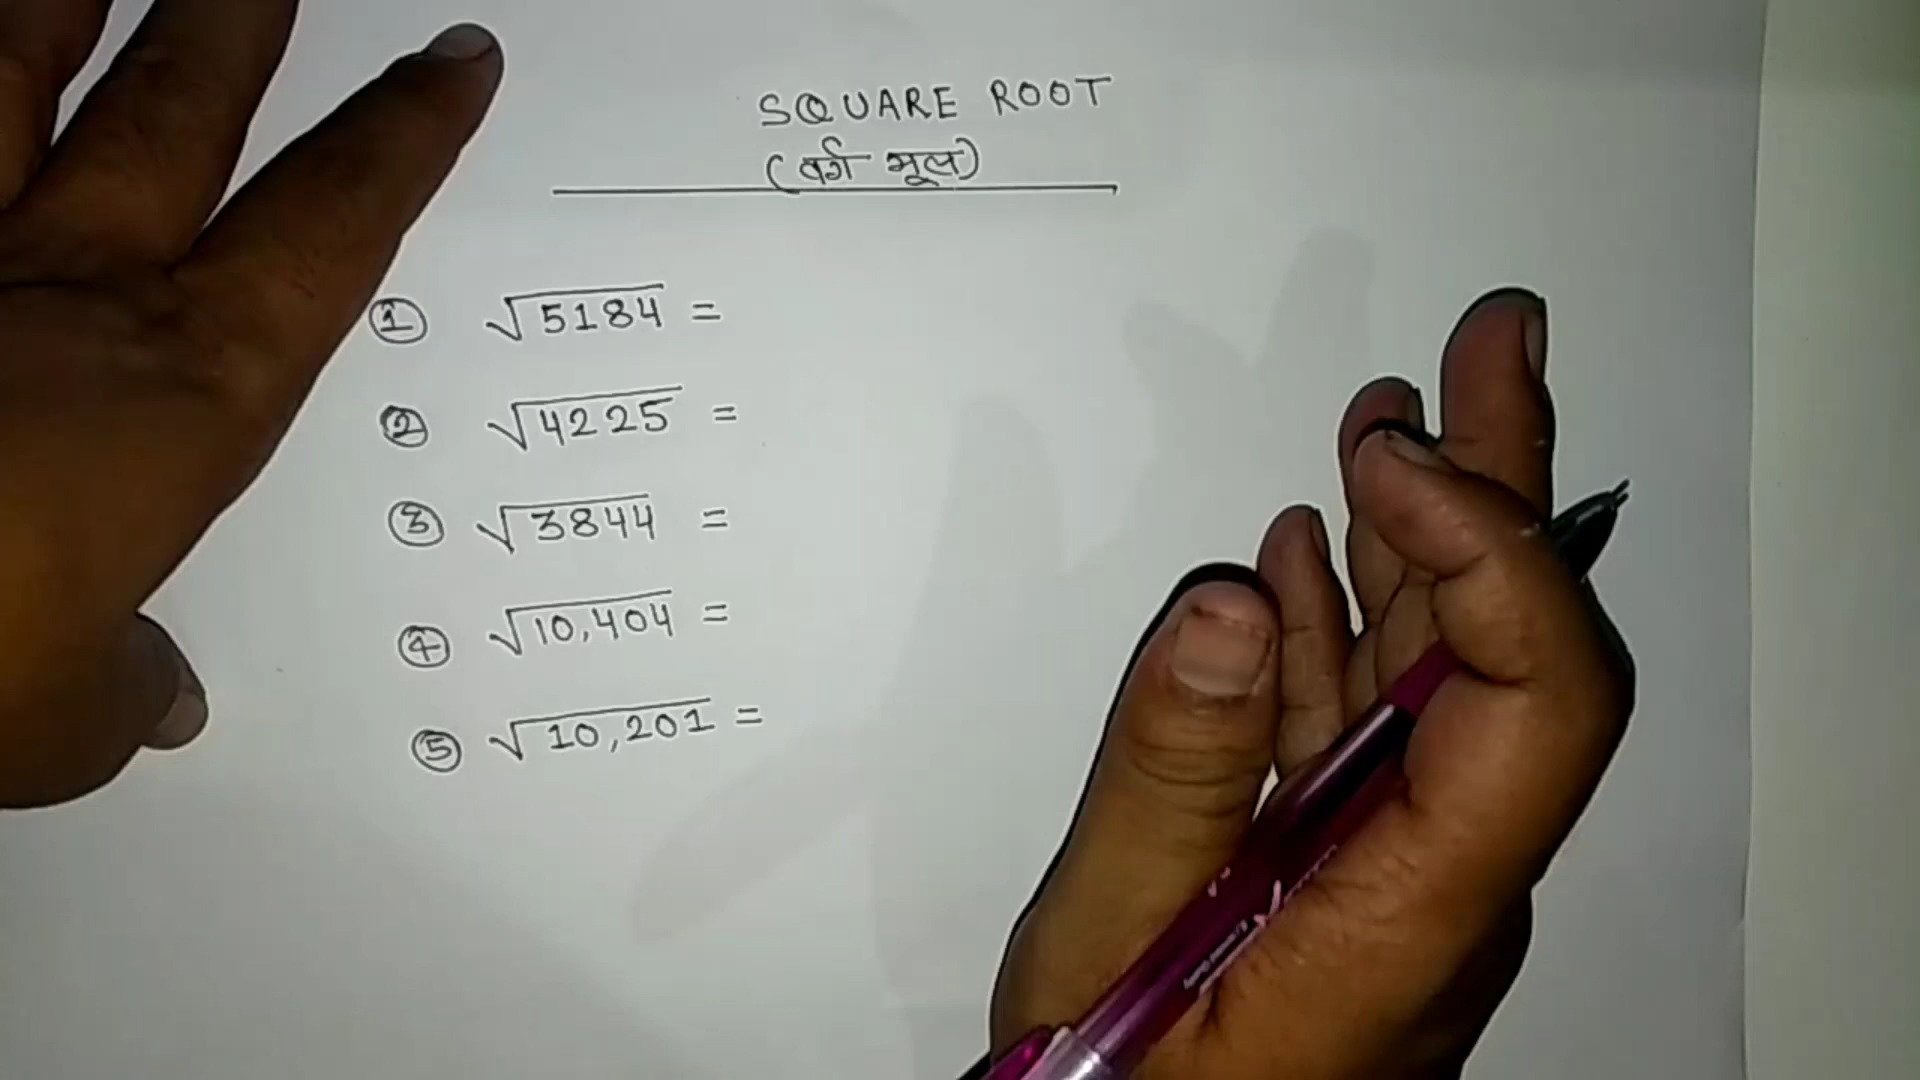 SQUARE ROOT
(वर्ग मूल)
① √5184 =
② √4225 =
③ √3844 =
④ √10,404 =
⑤ √10,201 =